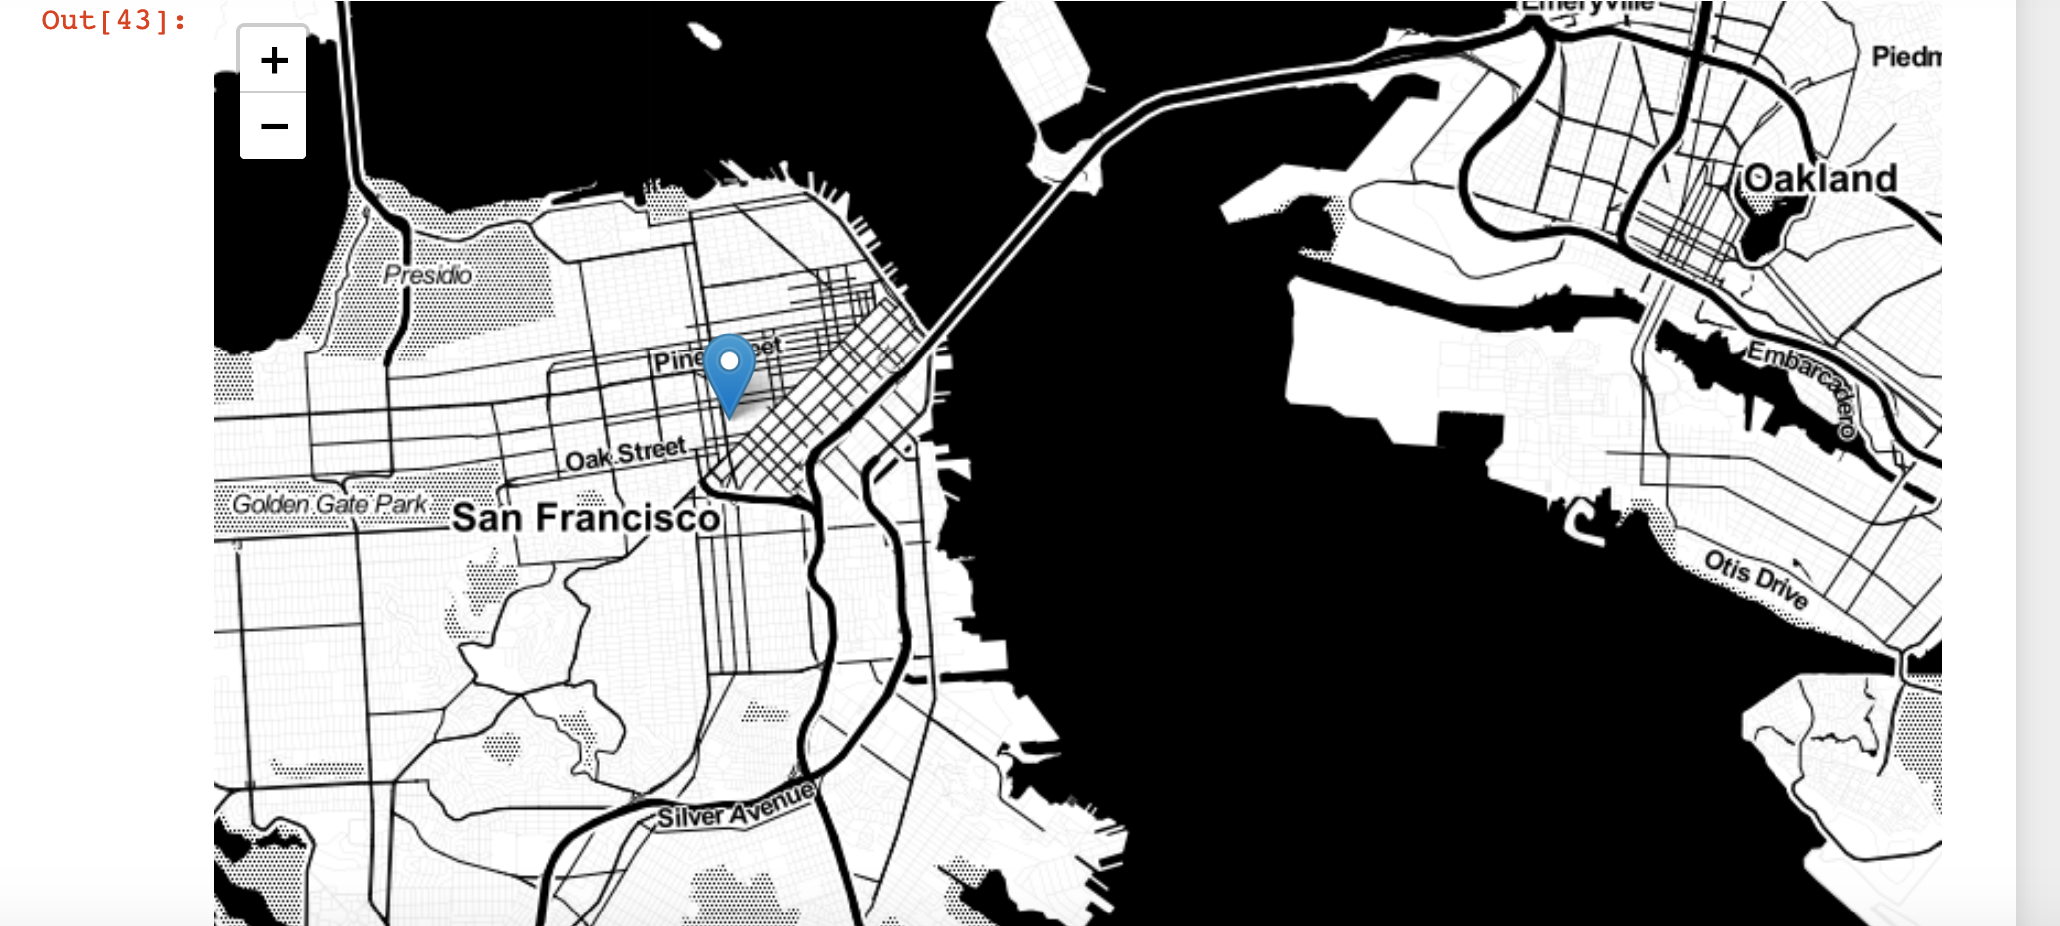 Out[43]:
+
−
Emeryville
Piedm
Oakland
Presidio
Pine
eet
Embarcadero
Oak Street
Golden Gate Park
San Francisco
Otis Drive
Silver Avenue